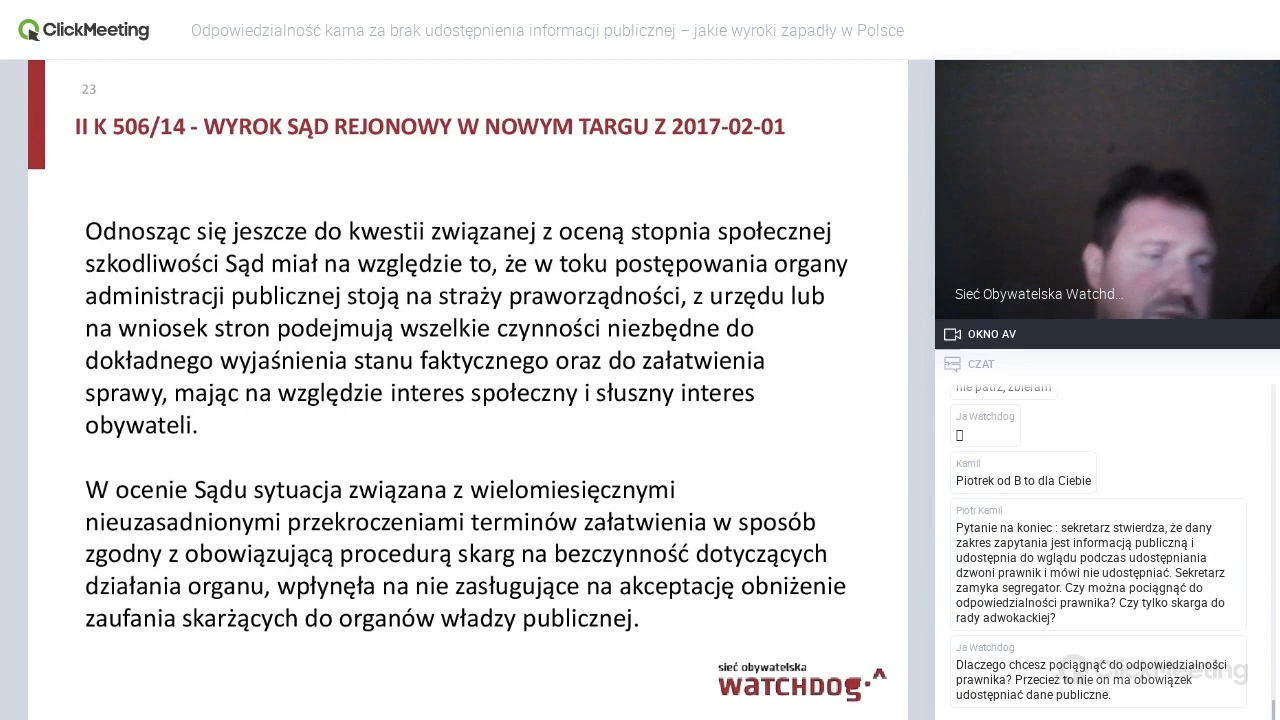 ClickMeeting
Odpowiedzialność karna za brak udostępnienia informacji publicznej – jakie wyroki zapadły w Polsce
23
II K 506/14 - WYROK SĄD REJONOWY W NOWYM TARGU Z 2017-02-01
Odnosząc się jeszcze do kwestii związanej z oceną stopnia społecznej
szkodliwości Sąd miał na względzie to, że w toku postępowania organy
administracji publicznej stoją na straży praworządności, z urzędu lub
na wniosek stron podejmują wszelkie czynności niezbędne do
dokładnego wyjaśnienia stanu faktycznego oraz do załatwienia
sprawy, mając na względzie interes społeczny i słuszny interes
obywateli.
W ocenie Sądu sytuacja związana z wielomiesięcznymi
nieuzasadnionymi przekroczeniami terminów załatwienia w sposób
zgodny z obowiązującą procedurą skarg na bezczynność dotyczących
działania organu, wpłynęła na nie zasługujące na akceptację obniżenie
zaufania skarżących do organów władzy publicznej.
sieć obywatelska
WATCHDOG
Sieć Obywatelska Watchd...
OKNO AV
CZAT
nie patrz, zbieram
Ja Watchdog
Kamil
Piotrek od B to dla Ciebie
Piotr Kamil
Pytanie na koniec : sekretarz stwierdza, że dany
zakres zapytania jest informacją publiczną i
udostępnia do wglądu podczas udostępniania
dzwoni prawnik i mówi nie udostępniać. Sekretarz
zamyka segregator. Czy można pociągnąć do
odpowiedzialności prawnika? Czy tylko skarga do
rady adwokackiej?
Ja Watchdog
Dlaczego chcesz pociągnąć do odpowiedzialności
prawnika? Przecież to nie on ma obowiązek
udostępniać dane publiczne.
ClickMeeting